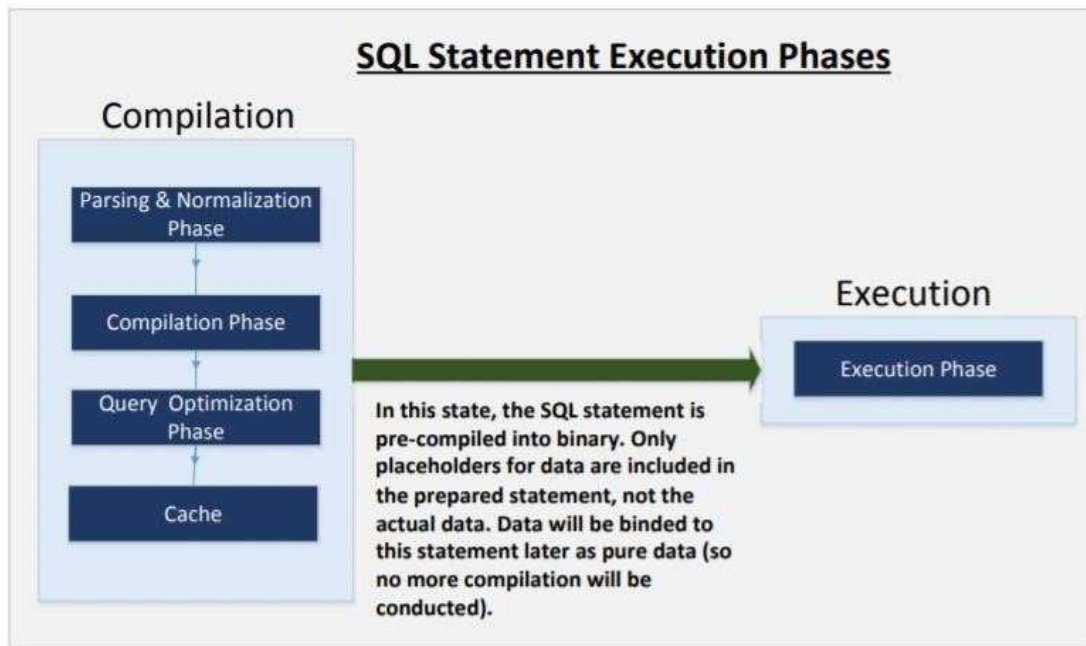 SQL Statement Execution Phases
Compilation
Parsing & Normalization
Phase
Compilation Phase
Query Optimization
Phase
Cache
In this state, the SQL statement is
pre-compiled into binary. Only
placeholders for data are included in
the prepared statement, not the
actual data. Data will be binded to
this statement later as pure data (so
no more compilation will be
conducted).
Execution
Execution Phase